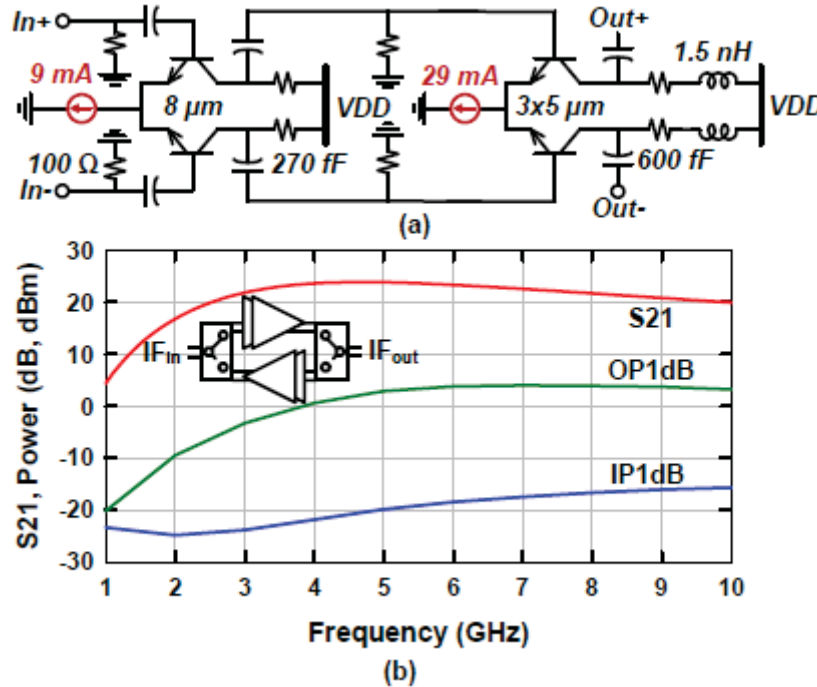 In+
Out+
1.5 nH
9 mA
29 mA
8 μm
VDD
3x5 μm
VDD
100 Ω
270 fF
600 fF
In-
Out-
(a)
S21, Power (dB, dBm)
30
20
10
0
-10
-20
-30
S21
IFin
IFout
OP1dB
IP1dB
1 2 3 4 5 6 7 8 9 10
Frequency (GHz)
(b)